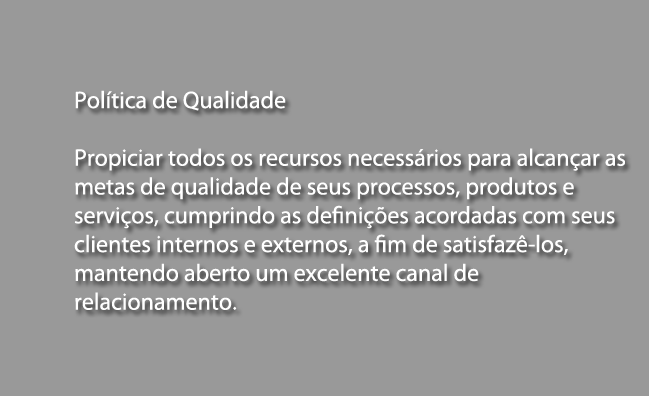 Política de Qualidade
Propiciar todos os recursos necessários para alcançar as
metas de qualidade de seus processos, produtos e
serviços, cumprindo as definições acordadas com seus
clientes internos e externos, a fim de satisfazê-los,
mantendo aberto um excelente canal de
relacionamento.